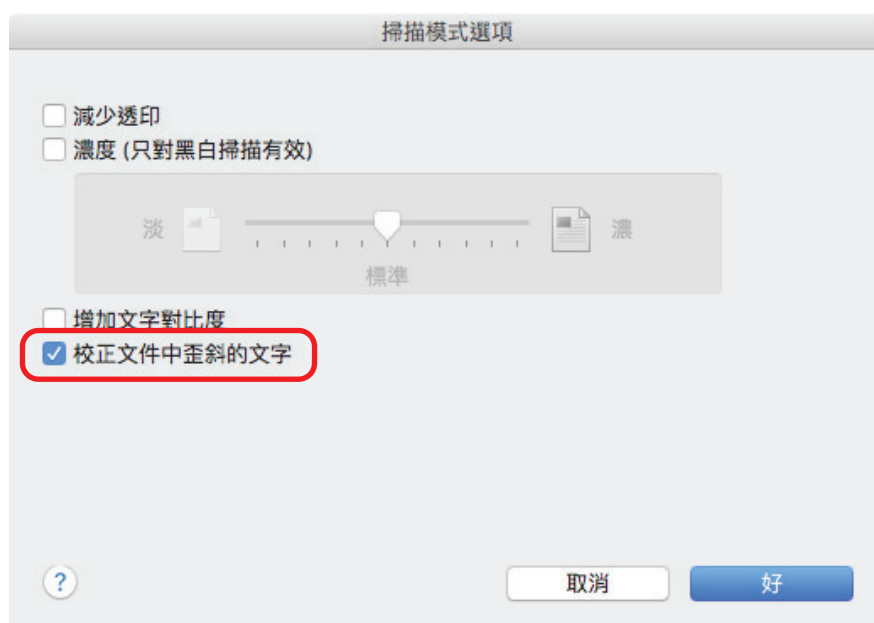 掃描模式選項
減少透印
濃度 (只對黑白掃描有效)
淡 濃
標準
增加文字對比度
校正文件中歪斜的文字
? 取消 好